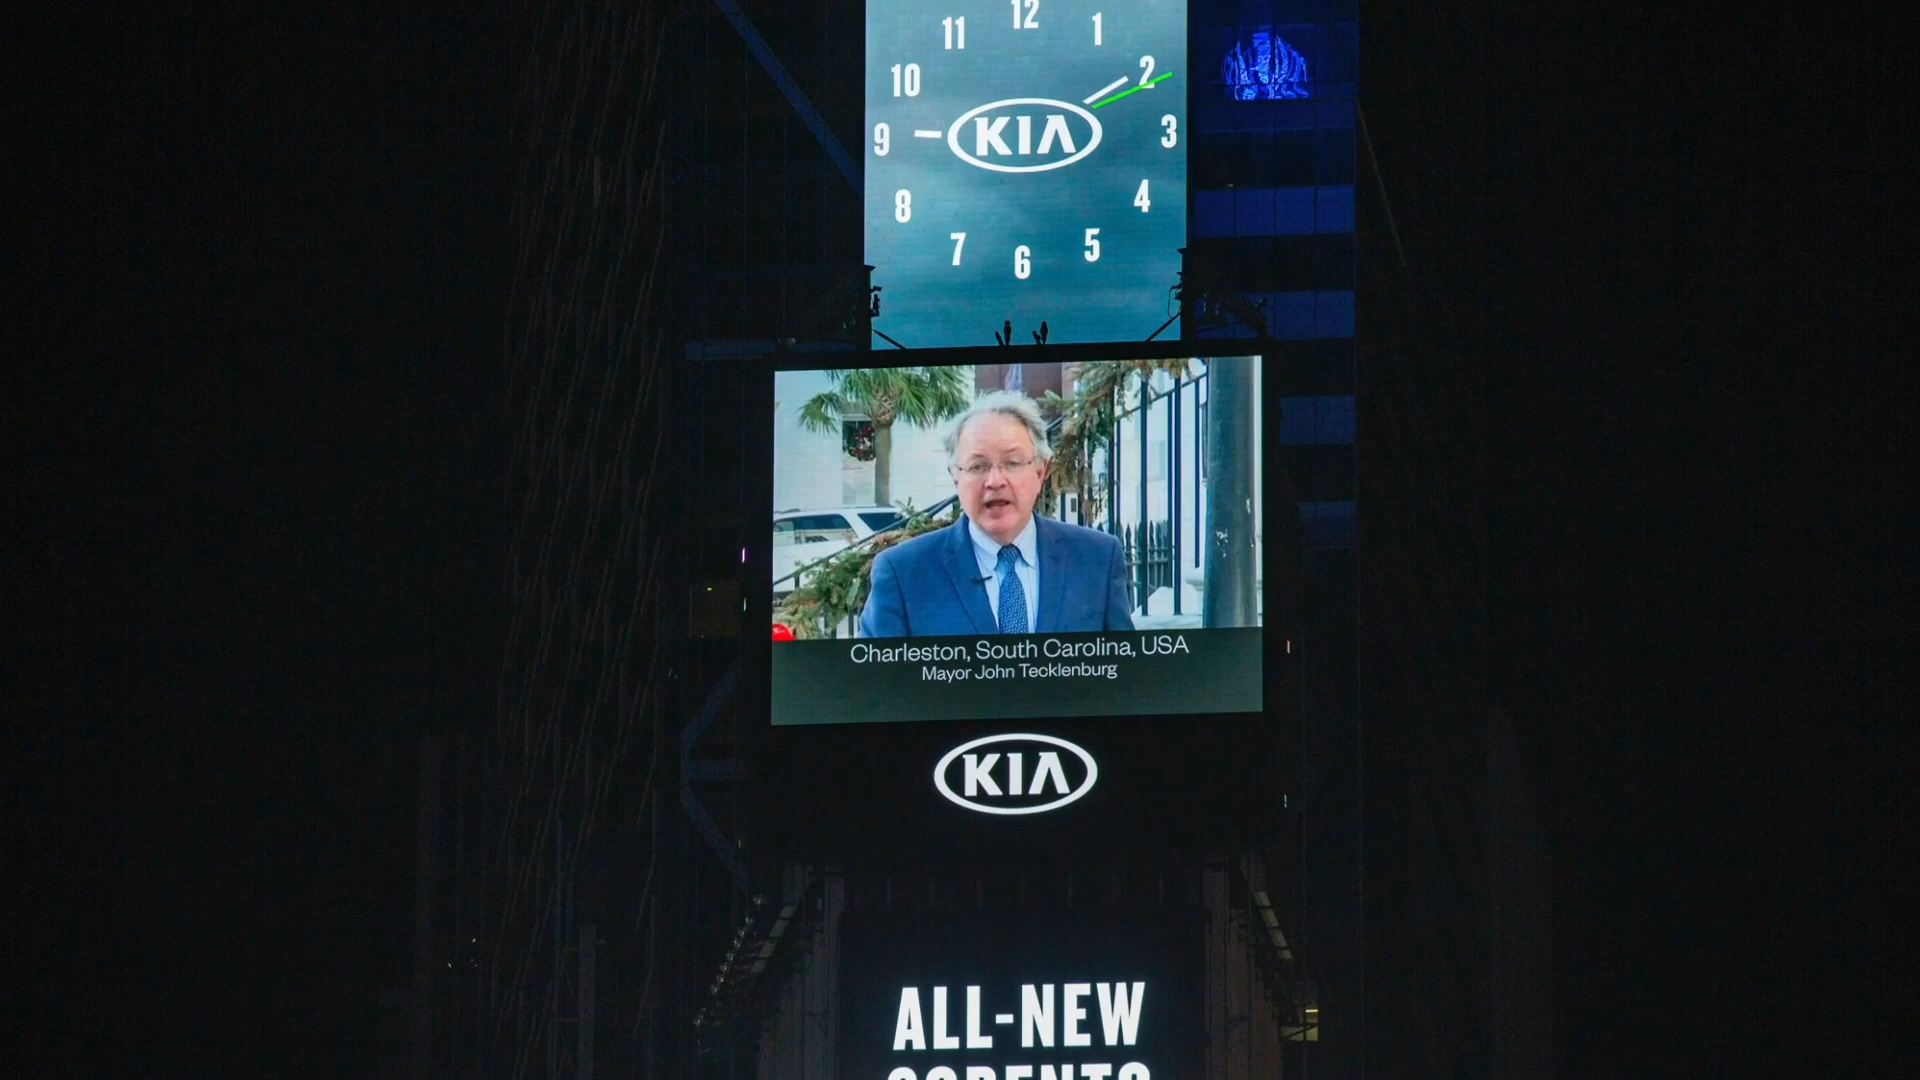 12
11
1
10
2
9
KIA
3
8
4
7
5
6
Charleston, South Carolina, USA
Mayor John Tecklenburg
KIA
ALL-NEW
SORENTO